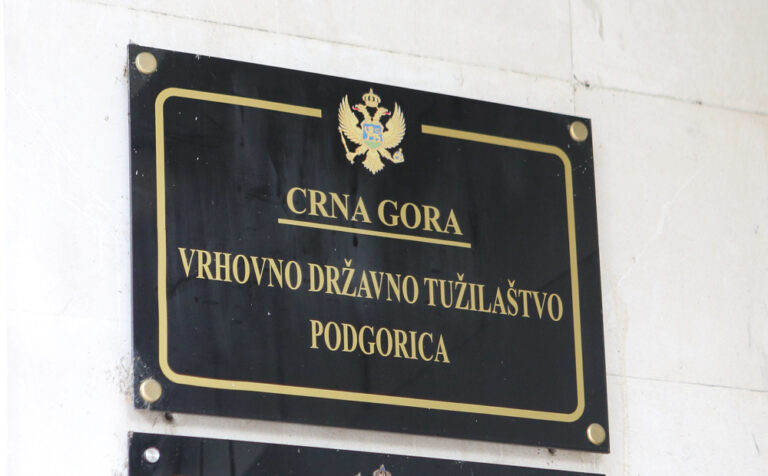 CRNA GORA
VRHOVNO DRŽAVNO TUŽILAŠTVO
PODGORICA